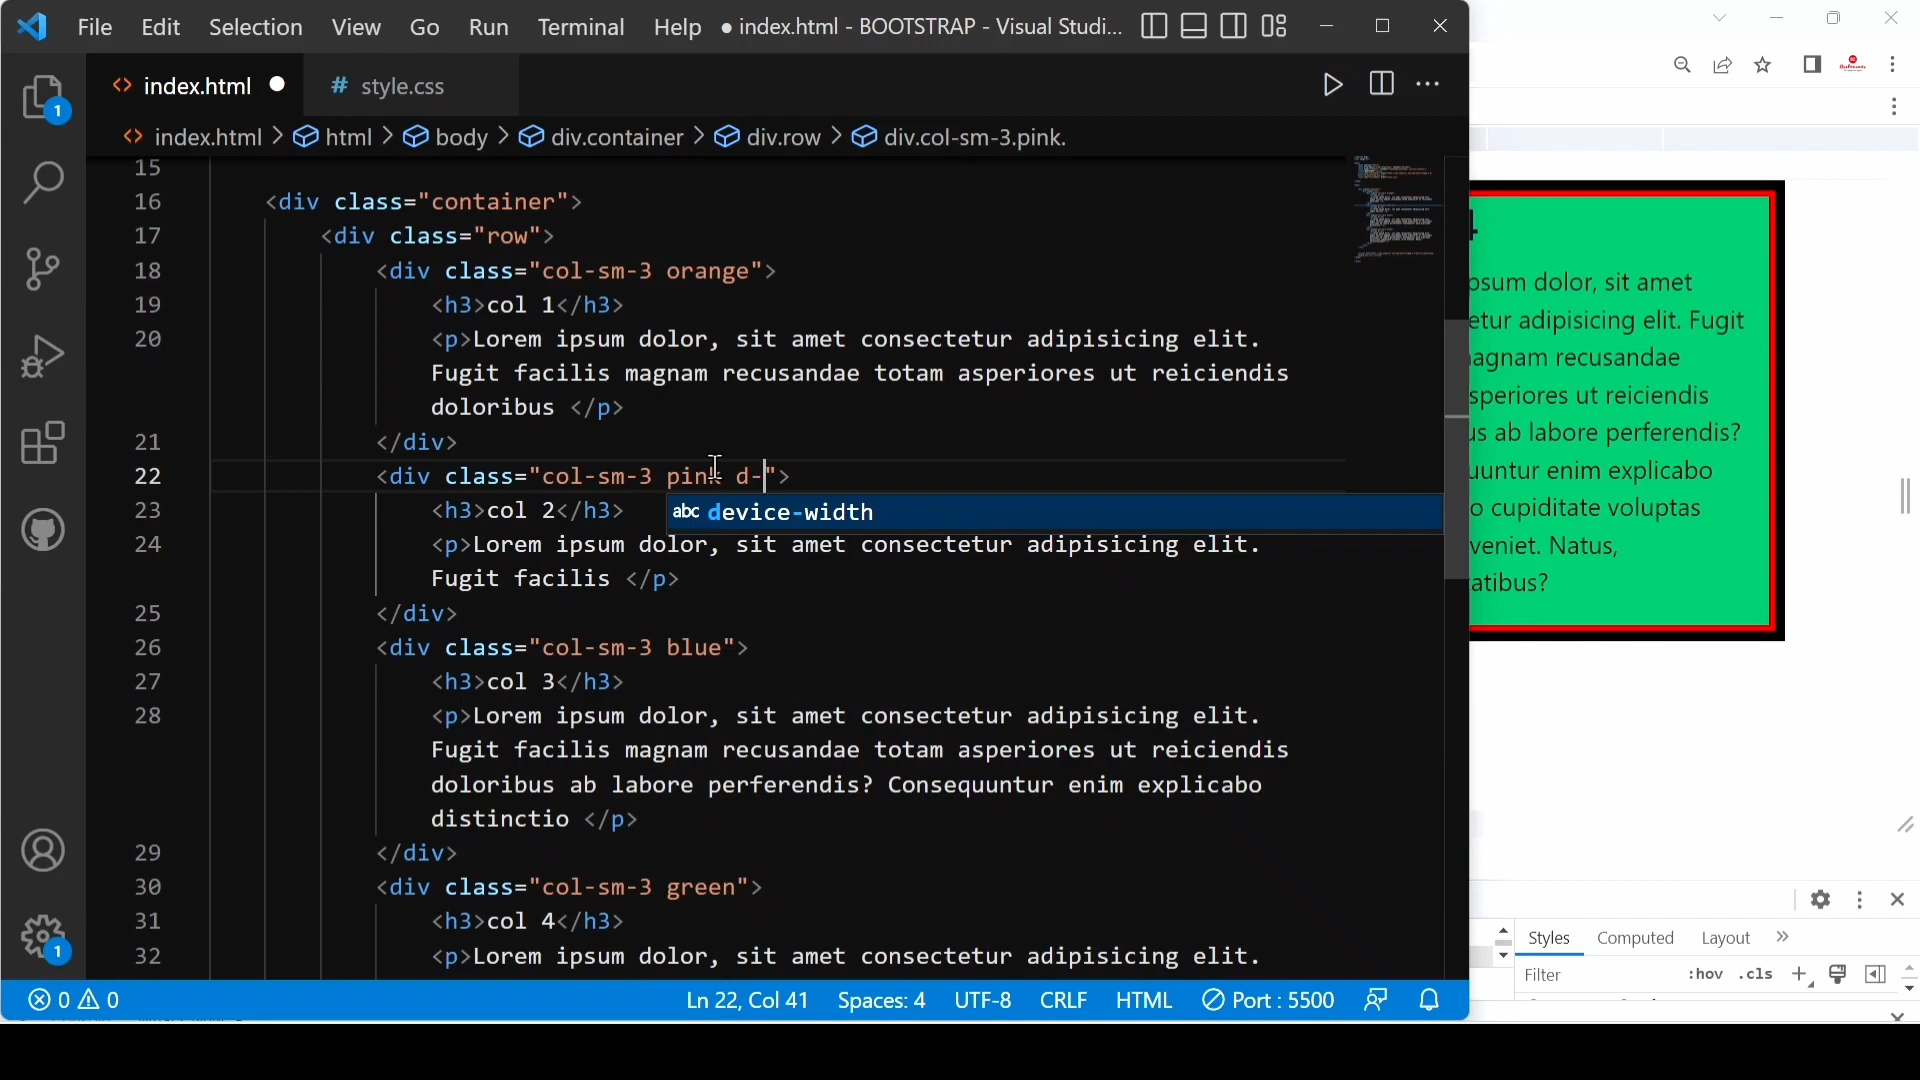 File Edit Selection View Go Run Terminal Help ● index.html - BOOTSTRAP - Visual Studi...
<> index.html ● # style.css
<> index.html > html > body > div.container > div.row > div.col-sm-3.pink.
1
15
16 <div class="container">
17 <div class="row">
18 <div class="col-sm-3 orange">
19 <h3>col 1</h3>
20 <p>Lorem ipsum dolor, sit amet consectetur adipisicing elit.
Fugit facilis magnam recusandae totam asperiores ut reiciendis
doloribus </p>
21 </div>
22 <div class="col-sm-3 pink d-">
23 <h3>col 2</h3>
abc device-width
24 <p>Lorem ipsum dolor, sit amet consectetur adipisicing elit.
Fugit facilis </p>
25 </div>
26 <div class="col-sm-3 blue">
27 <h3>col 3</h3>
28 <p>Lorem ipsum dolor, sit amet consectetur adipisicing elit.
Fugit facilis magnam recusandae totam asperiores ut reiciendis
doloribus ab labore perferendis? Consequuntur enim explicabo
distinctio </p>
29 </div>
30 <div class="col-sm-3 green">
31 <h3>col 4</h3>
32 <p>Lorem ipsum dolor, sit amet consectetur adipisicing elit.
1
0 0 Ln 22, Col 41 Spaces: 4 UTF-8 CRLF HTML Port : 5500
4
psum dolor, sit amet
etur adipisicing elit. Fugit
agnam recusandae
speriores ut reiciendis
us ab labore perferendis?
uuntur enim explicabo
o cupiditate voluptas
veniet. Natus,
atibus?
Styles Computed Layout »
Filter :hov .cls +